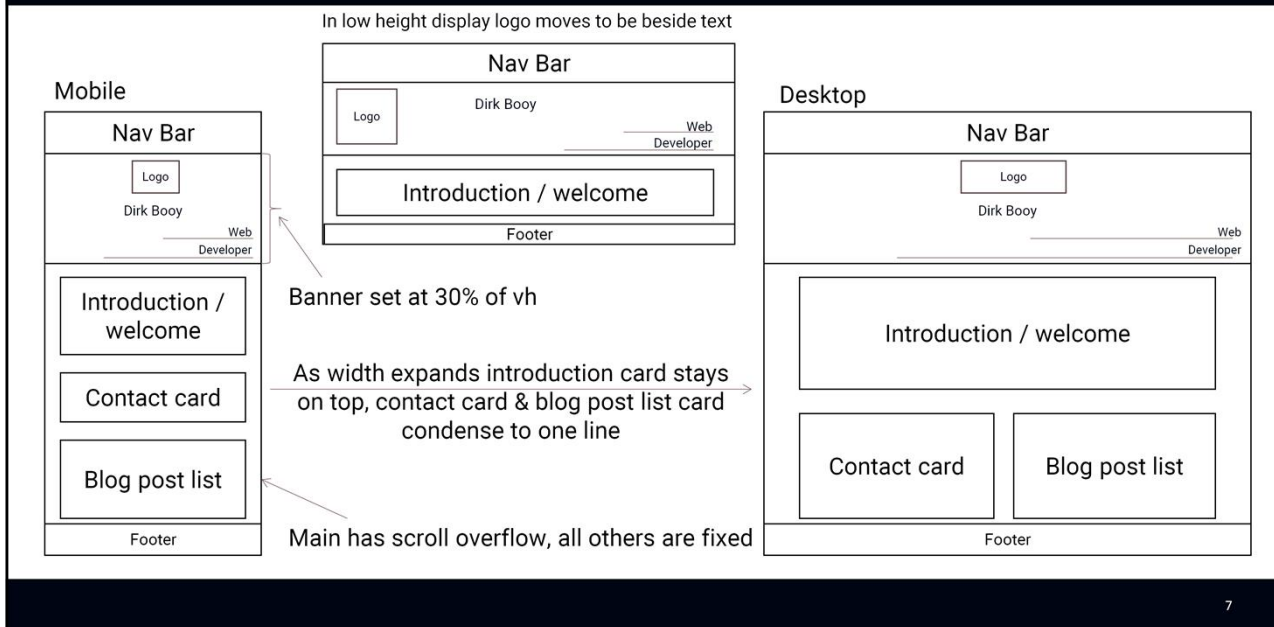 In low height display logo moves to be beside text
Nav Bar
Logo
Dirk Booy
Web
Developer
Introduction / welcome
Footer
Mobile
Nav Bar
Logo
Dirk Booy
Web
Developer
Introduction /
welcome
Contact card
Blog post list
Footer
Banner set at 30% of vh
As width expands introduction card stays
on top, contact card & blog post list card
condense to one line
Main has scroll overflow, all others are fixed
Desktop
Nav Bar
Logo
Dirk Booy
Web
Developer
Introduction / welcome
Contact card
Blog post list
Footer
7